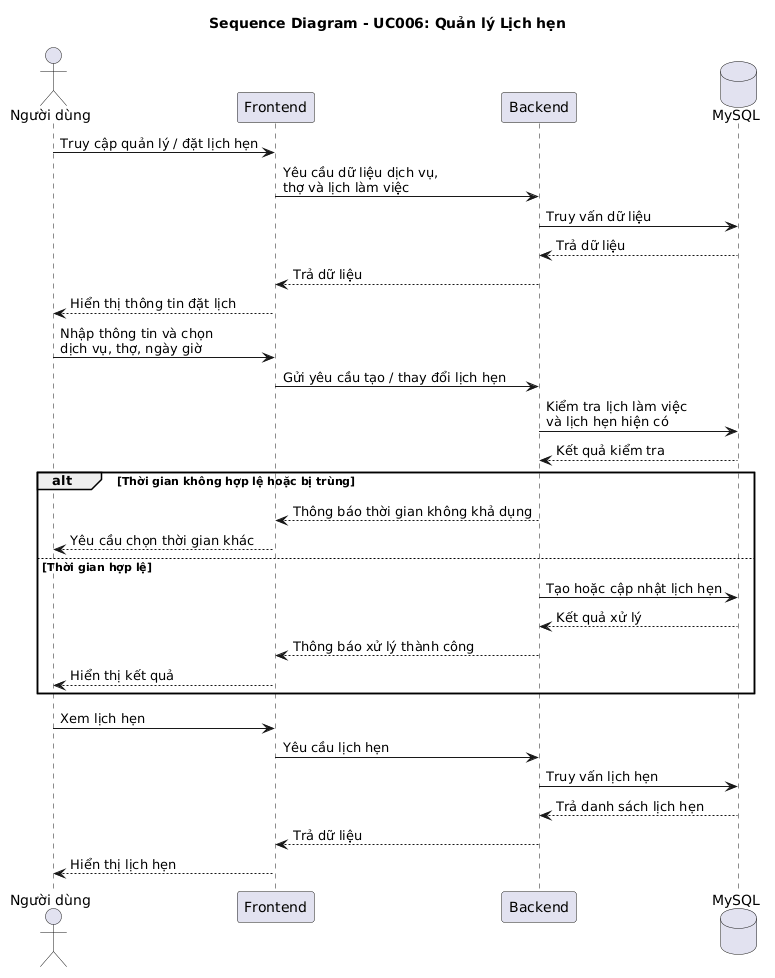 Sequence Diagram - UC006: Quản lý Lịch hẹn
Người dùng
Frontend
Backend
MySQL
Truy cập quản lý / đặt lịch hẹn
Yêu cầu dữ liệu dịch vụ,
thợ và lịch làm việc
Truy vấn dữ liệu
Trả dữ liệu
Trả dữ liệu
Hiển thị thông tin đặt lịch
Nhập thông tin và chọn
dịch vụ, thợ, ngày giờ
Gửi yêu cầu tạo / thay đổi lịch hẹn
Kiểm tra lịch làm việc
và lịch hẹn hiện có
Kết quả kiểm tra
alt
[Thời gian không hợp lệ hoặc bị trùng]
Thông báo thời gian không khả dụng
Yêu cầu chọn thời gian khác
[Thời gian hợp lệ]
Tạo hoặc cập nhật lịch hẹn
Kết quả xử lý
Thông báo xử lý thành công
Hiển thị kết quả
Xem lịch hẹn
Yêu cầu lịch hẹn
Truy vấn lịch hẹn
Trả danh sách lịch hẹn
Trả dữ liệu
Hiển thị lịch hẹn
Người dùng
Frontend
Backend
MySQL